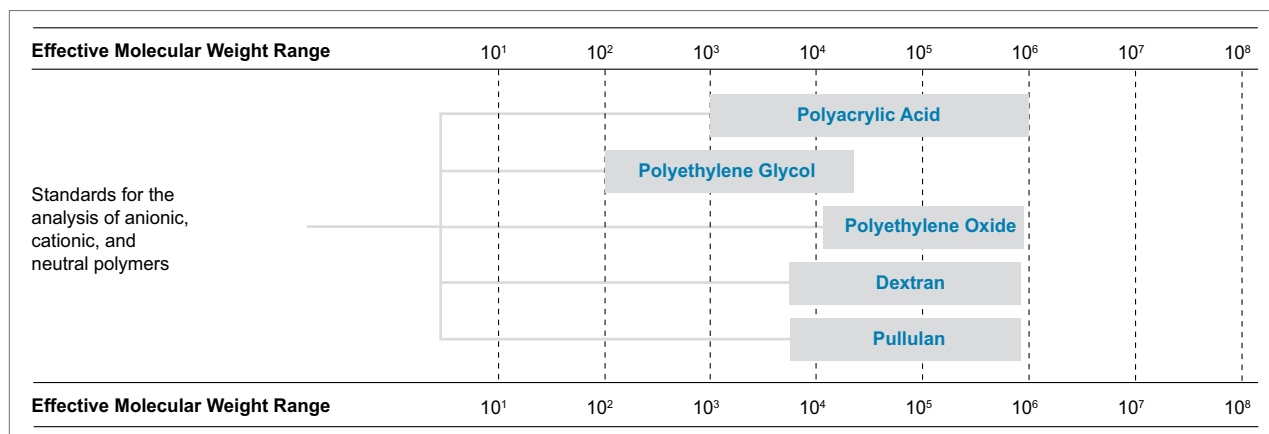 Effective Molecular Weight Range 10¹ 10² 10³ 10⁴ 10⁵ 10⁶ 10⁷ 10⁸
Polyacrylic Acid
Polyethylene Glycol
Standards for the
analysis of anionic,
cationic, and
neutral polymers
Polyethylene Oxide
Dextran
Pullulan
Effective Molecular Weight Range 10¹ 10² 10³ 10⁴ 10⁵ 10⁶ 10⁷ 10⁸